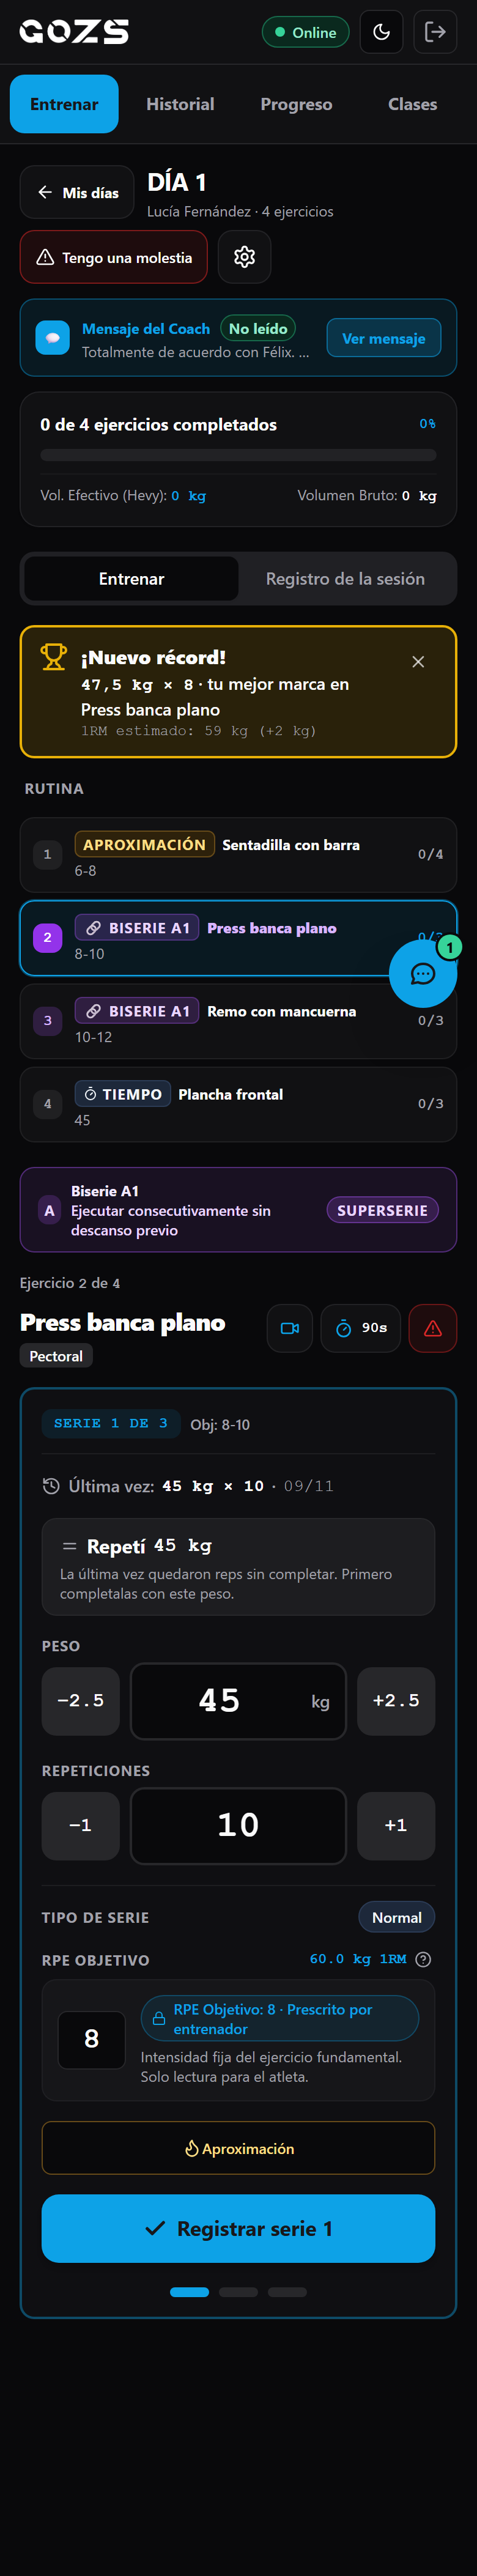 GOZS
Online
Entrenar
Historial
Progreso
Clases
Mis días
DÍA 1
Lucía Fernández · 4 ejercicios
Tengo una molestia
Mensaje del Coach
No leído
Totalmente de acuerdo con Félix. ...
Ver mensaje
0 de 4 ejercicios completados
0%
Vol. Efectivo (Hevy): 0 kg
Volumen Bruto: 0 kg
Entrenar
Registro de la sesión
¡Nuevo récord!
47,5 kg × 8 · tu mejor marca en
Press banca plano
1RM estimado: 59 kg (+2 kg)
RUTINA
1
APROXIMACIÓN
Sentadilla con barra
6-8
0/4
2
BISERIE A1
Press banca plano
8-10
1
3
BISERIE A1
Remo con mancuerna
10-12
0/3
4
TIEMPO
Plancha frontal
45
0/3
A
Biserie A1
Ejecutar consecutivamente sin
descanso previo
SUPERSERIE
Ejercicio 2 de 4
Press banca plano
90s
Pectoral
SERIE 1 DE 3
Obj: 8-10
Última vez: 45 kg × 10 · 09/11
Repetí 45 kg
La última vez quedaron reps sin completar. Primero
completalas con este peso.
PESO
−2.5
45
kg
+2.5
REPETICIONES
−1
10
+1
TIPO DE SERIE
Normal
RPE OBJETIVO
60.0 kg 1RM
8
RPE Objetivo: 8 · Prescrito por
entrenador
Intensidad fija del ejercicio fundamental.
Solo lectura para el atleta.
Aproximación
Registrar serie 1